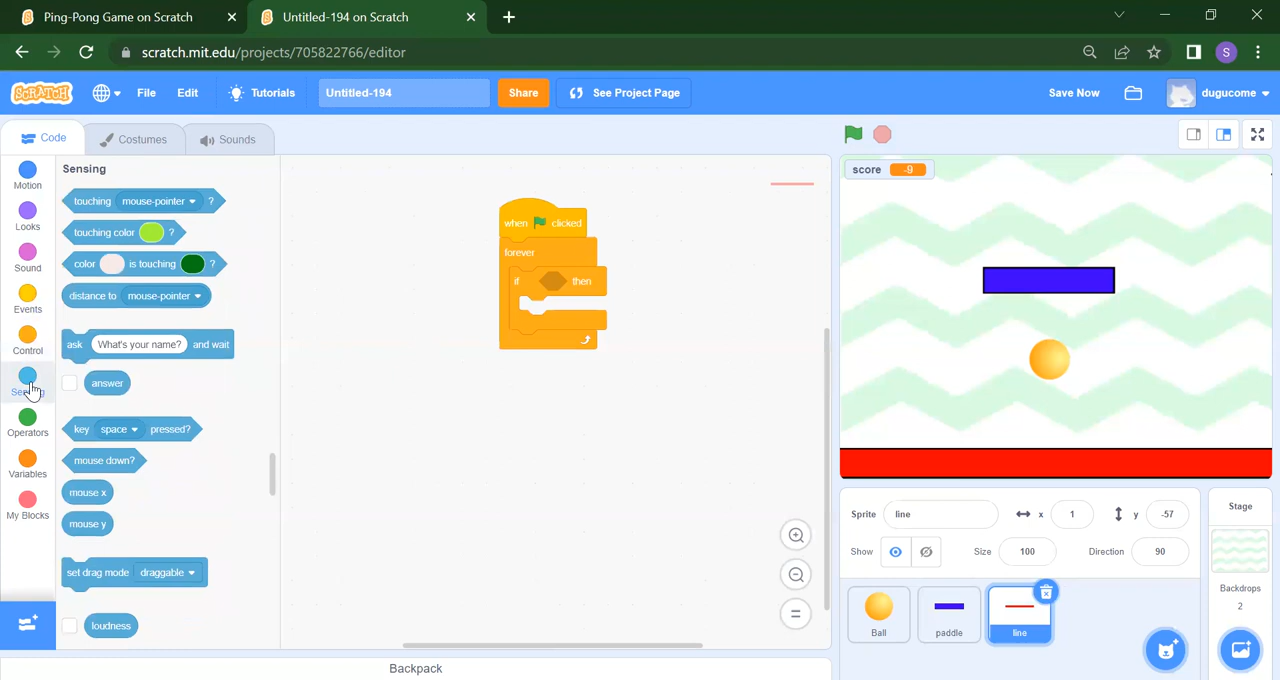 Ping-Pong Game on Scratch
Untitled-194 on Scratch
scratch.mit.edu/projects/705822766/editor
S
SCRATCH
File
Edit
Tutorials
Untitled-194
Share
See Project Page
Save Now
dugucome
Code
Costumes
Sounds
Motion
Looks
Sound
Events
Control
Sensing
Operators
Variables
My Blocks
Sensing
touching mouse-pointer ?
touching color ?
color is touching ?
distance to mouse-pointer
ask What's your name? and wait
answer
key space pressed?
mouse down?
mouse x
mouse y
set drag mode draggable
loudness
when clicked
forever
if then
Backpack
score -9
Sprite line x 1 y -57
Show Size 100 Direction 90
Ball
paddle
line
Stage
Backdrops
2